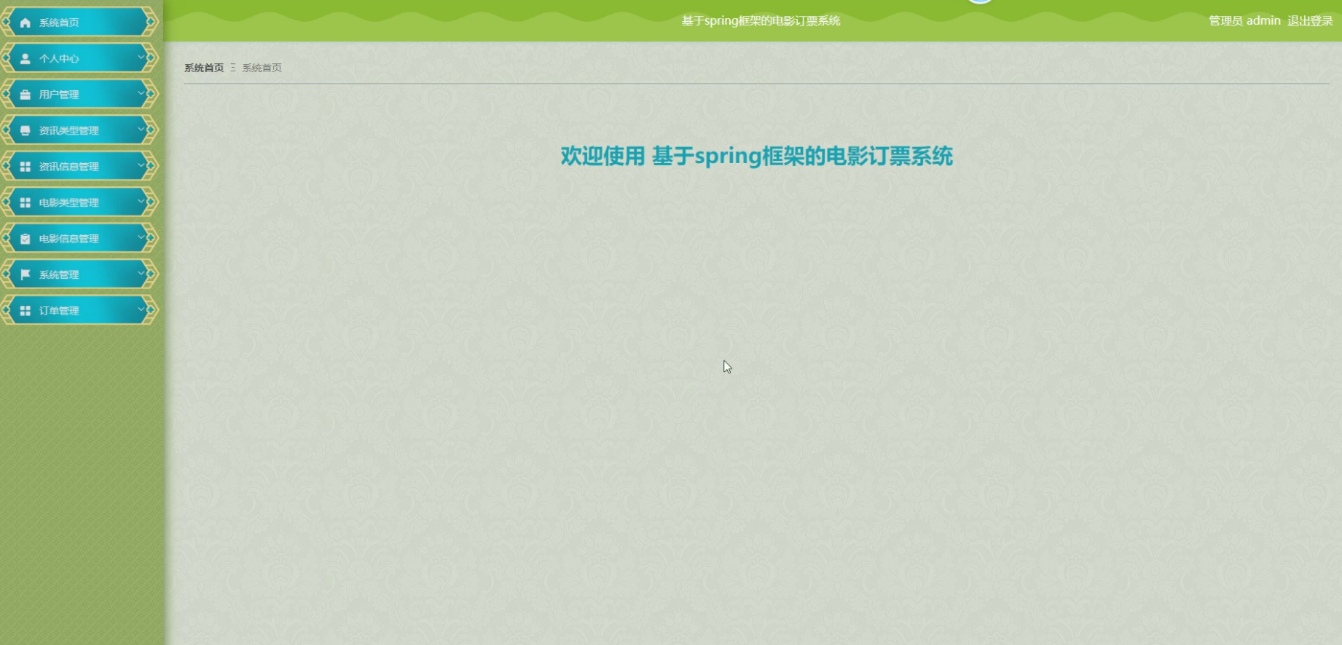 系统首页
个人中心
用户管理
资讯类型管理
资讯信息管理
电影类型管理
电影信息管理
系统管理
订单管理
基于spring框架的电影订票系统
管理员 admin 退出登录
系统首页 Ξ 系统首页
欢迎使用 基于spring框架的电影订票系统